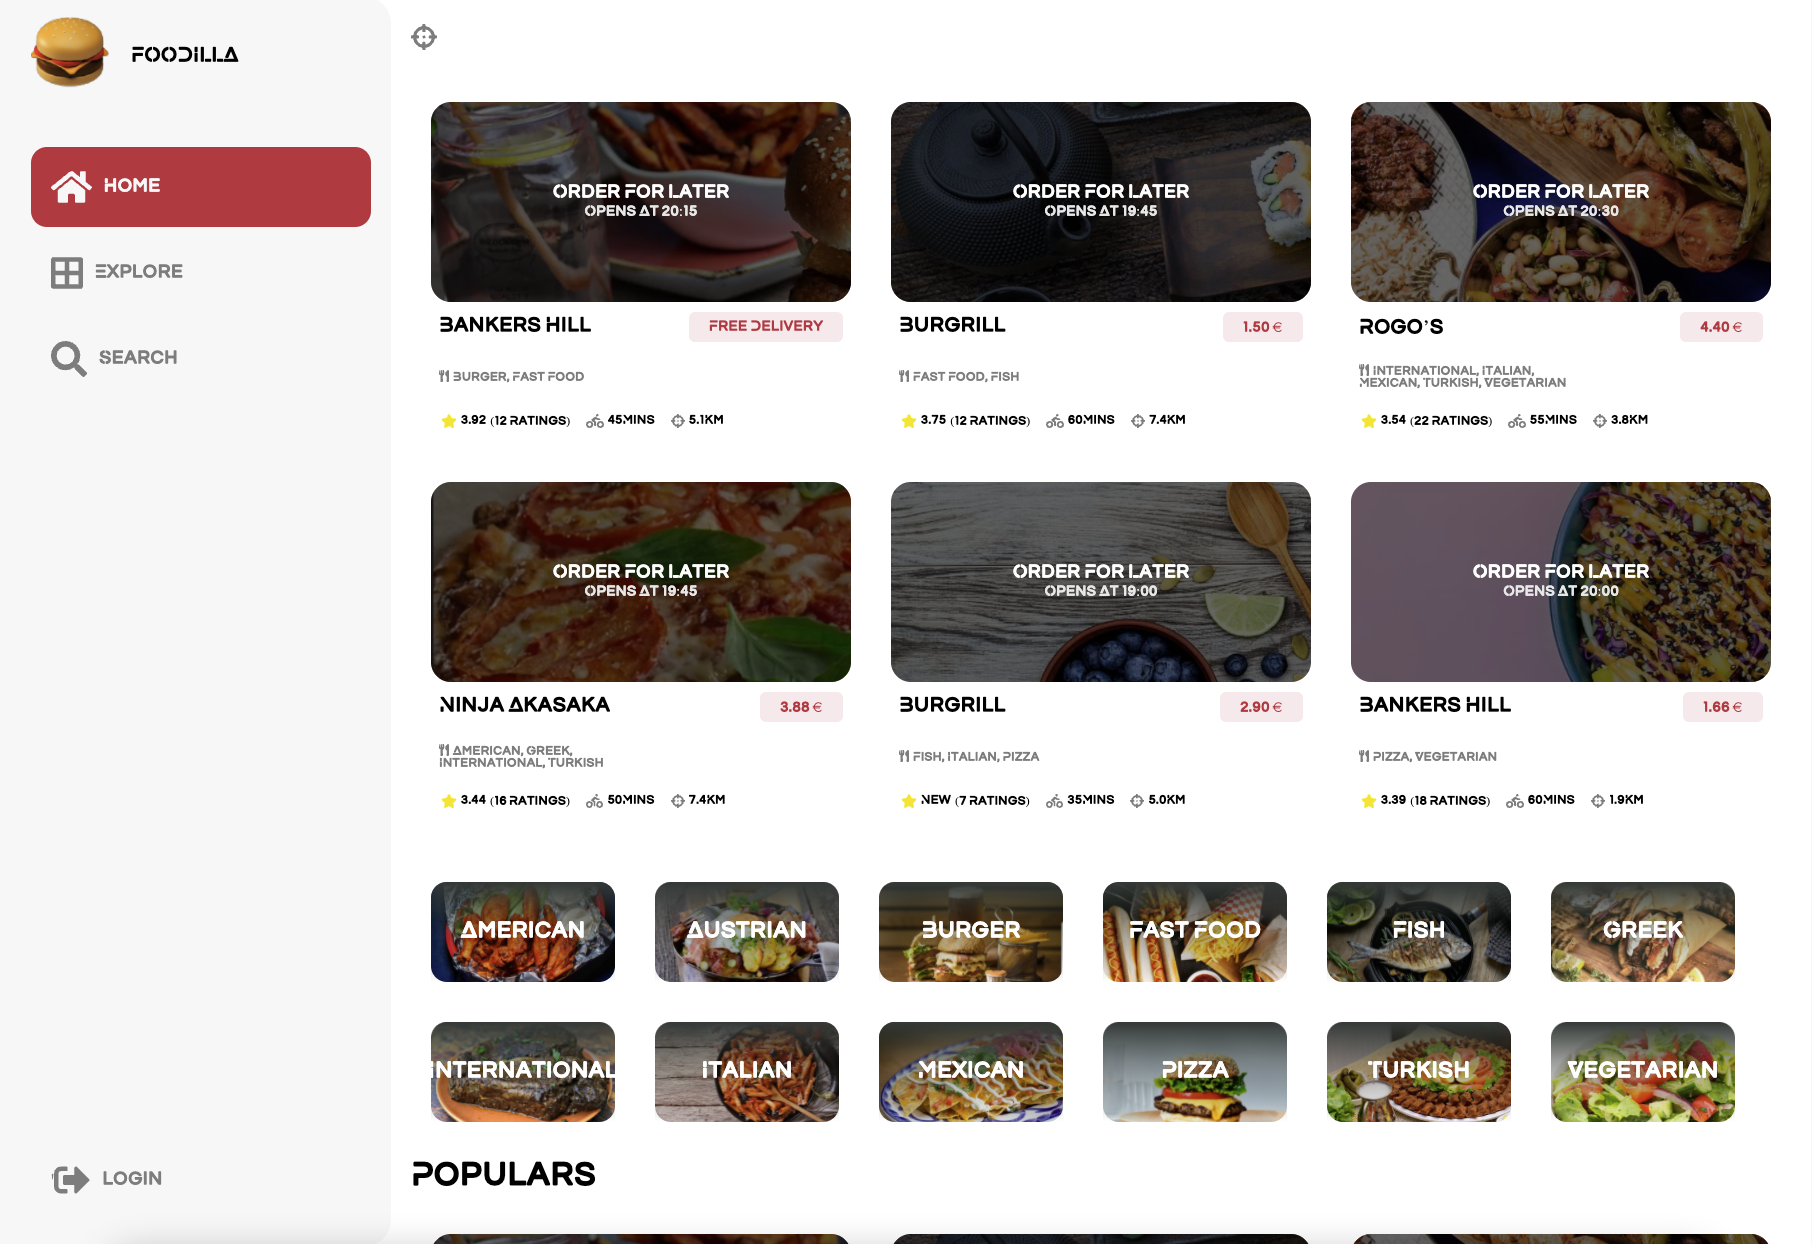 FOODILLA
HOME
EXPLORE
SEARCH
LOGIN
ORDER FOR LATER
OPENS AT 20:15
BANKERS HILL
FREE DELIVERY
BURGER, FAST FOOD
3.92 (12 RATINGS) 45MINS 5.1KM
ORDER FOR LATER
OPENS AT 19:45
BURGRILL
1.50 €
FAST FOOD, FISH
3.75 (12 RATINGS) 60MINS 7.4KM
ORDER FOR LATER
OPENS AT 20:30
ROGO'S
4.40 €
INTERNATIONAL, ITALIAN,
MEXICAN, TURKISH, VEGETARIAN
3.54 (22 RATINGS) 55MINS 3.8KM
ORDER FOR LATER
OPENS AT 19:45
NINJA AKASAKA
3.88 €
AMERICAN, GREEK,
INTERNATIONAL, TURKISH
3.44 (16 RATINGS) 50MINS 7.4KM
ORDER FOR LATER
OPENS AT 19:00
BURGRILL
2.90 €
FISH, ITALIAN, PIZZA
NEW (7 RATINGS) 35MINS 5.0KM
ORDER FOR LATER
OPENS AT 20:00
BANKERS HILL
1.66 €
PIZZA, VEGETARIAN
3.39 (18 RATINGS) 60MINS 1.9KM
AMERICAN
AUSTRIAN
BURGER
FAST FOOD
FISH
GREEK
INTERNATIONAL
ITALIAN
MEXICAN
PIZZA
TURKISH
VEGETARIAN
POPULARS